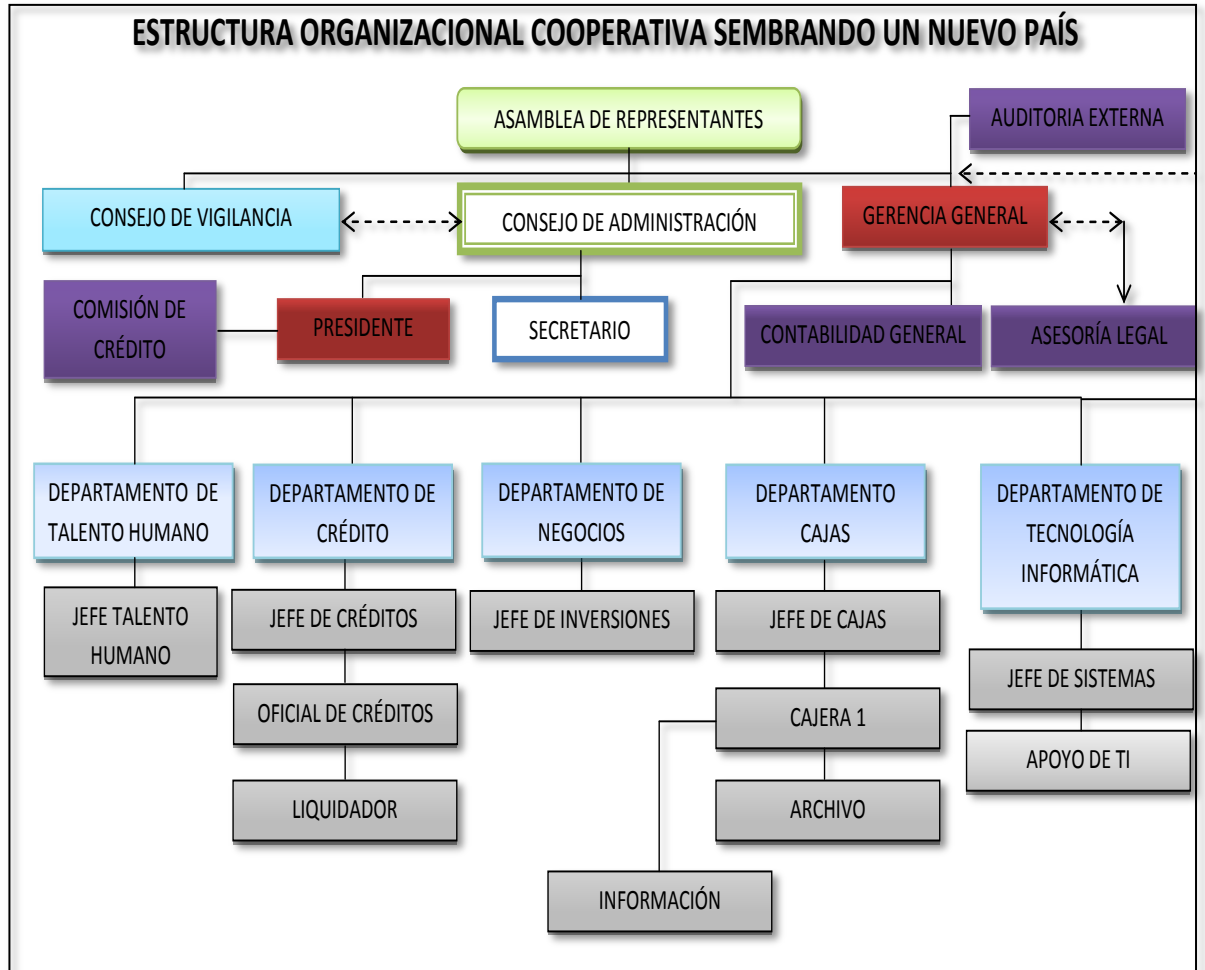 ESTRUCTURA ORGANIZACIONAL COOPERATIVA SEMBRANDO UN NUEVO PAÍS
ASAMBLEA DE REPRESENTANTES
AUDITORIA EXTERNA
CONSEJO DE VIGILANCIA
CONSEJO DE ADMINISTRACIÓN
GERENCIA GENERAL
COMISIÓN DE
CRÉDITO
PRESIDENTE
SECRETARIO
CONTABILIDAD GENERAL
ASESORÍA LEGAL
DEPARTAMENTO DE
TALENTO HUMANO
DEPARTAMENTO DE
CRÉDITO
DEPARTAMENTO DE
NEGOCIOS
DEPARTAMENTO
CAJAS
DEPARTAMENTO DE
TECNOLOGÍA
INFORMÁTICA
JEFE TALENTO
HUMANO
JEFE DE CRÉDITOS
JEFE DE INVERSIONES
JEFE DE CAJAS
JEFE DE SISTEMAS
OFICIAL DE CRÉDITOS
CAJERA 1
APOYO DE TI
LIQUIDADOR
ARCHIVO
INFORMACIÓN